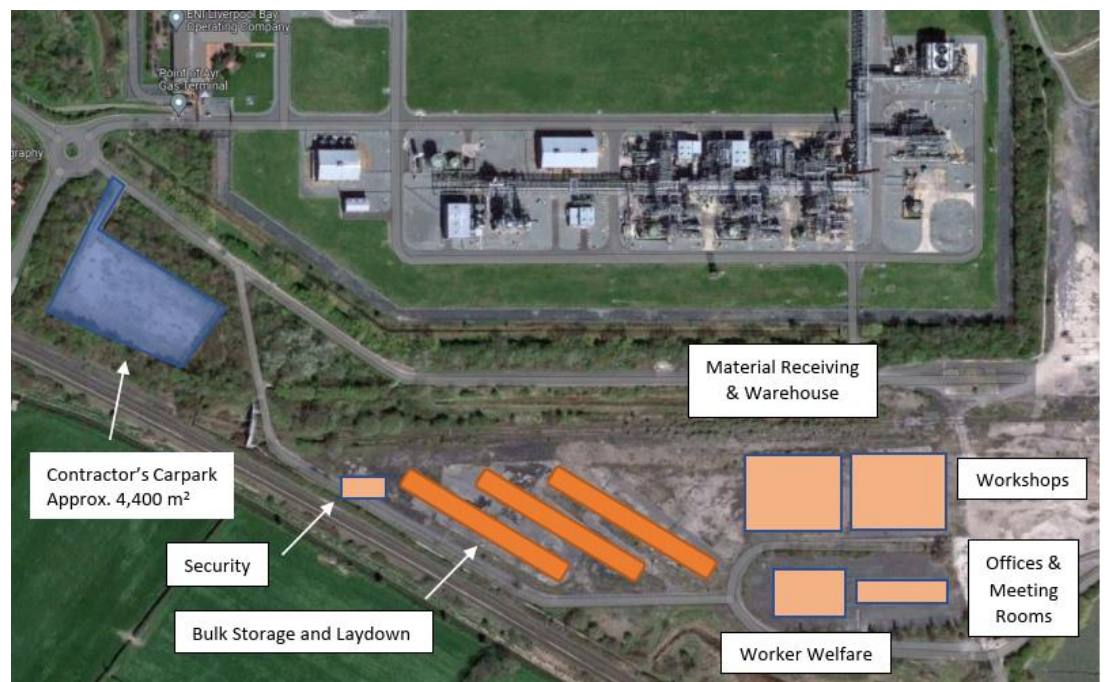 ENI Liverpool Bay
Operating Company
Point of Ayr
Gas Terminal
graphy
Material Receiving
& Warehouse
Contractor's Carpark
Approx. 4,400 m²
Workshops
Security
Offices &
Meeting
Rooms
Bulk Storage and Laydown
Worker Welfare